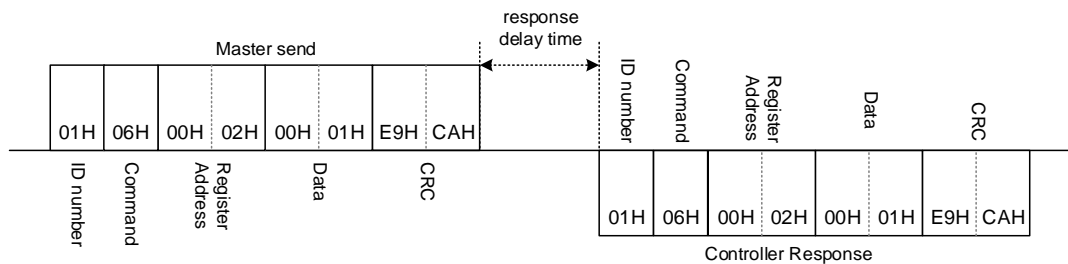 response
delay time
Master send
01H 06H 00H 02H 00H 01H E9H CAH
ID number
Command
Register
Address
Data
CRC
ID number
Command
Register
Address
Data
CRC
01H 06H 00H 02H 00H 01H E9H CAH
Controller Response